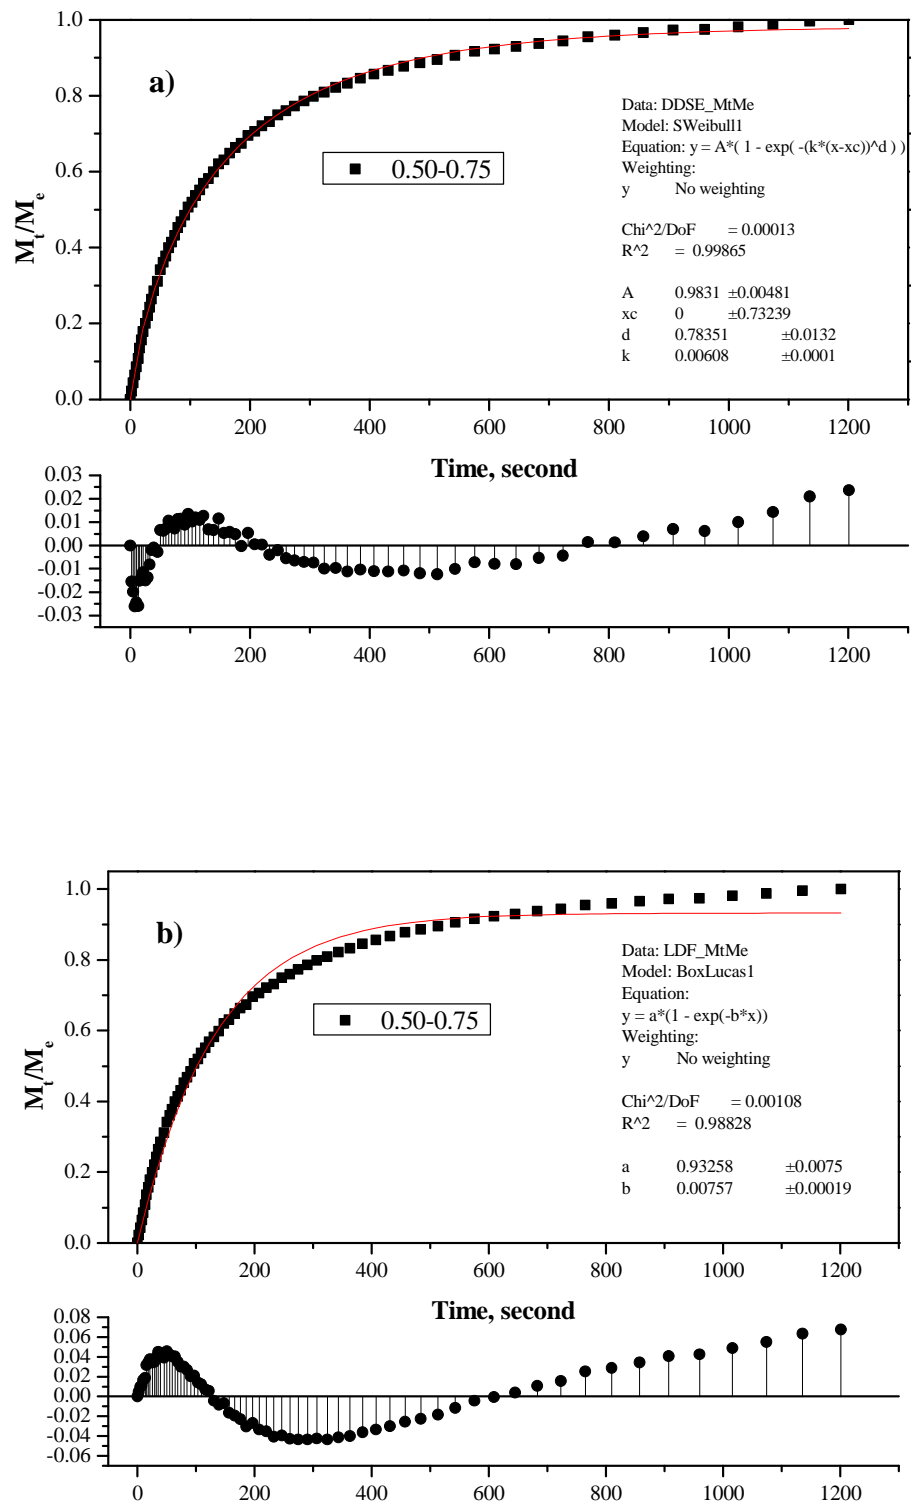 1.0
0.8
0.6
0.4
0.2
0.0
M_t/M_e
a)
0.50-0.75
Data: DDSE_MtMe
Model: SWeibull1
Equation: y = A*( 1 - exp( -(k*(x-xc))^d ) )
Weighting:
y No weighting
Chi^2/DoF = 0.00013
R^2 = 0.99865
A 0.9831 ±0.00481
xc 0 ±0.73239
d 0.78351 ±0.0132
k 0.00608 ±0.0001
0 200 400 600 800 1000 1200
Time, second
0.03
0.02
0.01
0.00
-0.01
-0.02
-0.03
0 200 400 600 800 1000 1200
1.0
0.8
0.6
0.4
0.2
0.0
M_t/M_e
b)
0.50-0.75
Data: LDF_MtMe
Model: BoxLucas1
Equation:
y = a*(1 - exp(-b*x))
Weighting:
y No weighting
Chi^2/DoF = 0.00108
R^2 = 0.98828
a 0.93258 ±0.0075
b 0.00757 ±0.00019
0 200 400 600 800 1000 1200
Time, second
0.08
0.06
0.04
0.02
0.00
-0.02
-0.04
-0.06
0 200 400 600 800 1000 1200